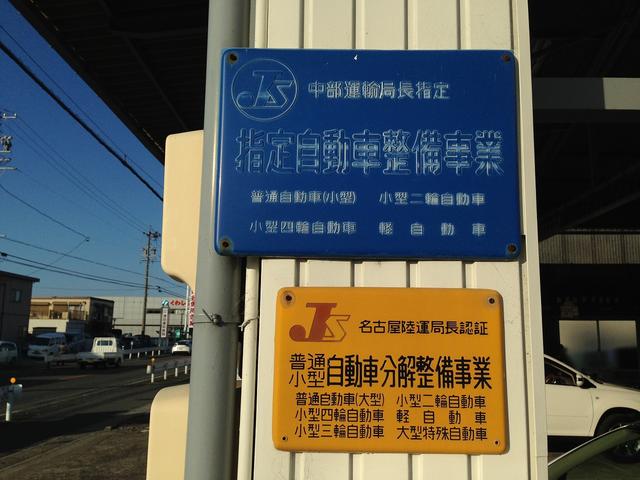 JS 中部運輸局長指定
指定自動車整備事業
普通自動車(小型) 小型二輪自動車
小型四輪自動車 軽自動車
JS 名古屋陸運局長認証
普通
小型 自動車分解整備事業
普通自動車(大型) 小型二輪自動車
小型四輪自動車 軽自動車
小型三輪自動車 大型特殊自動車